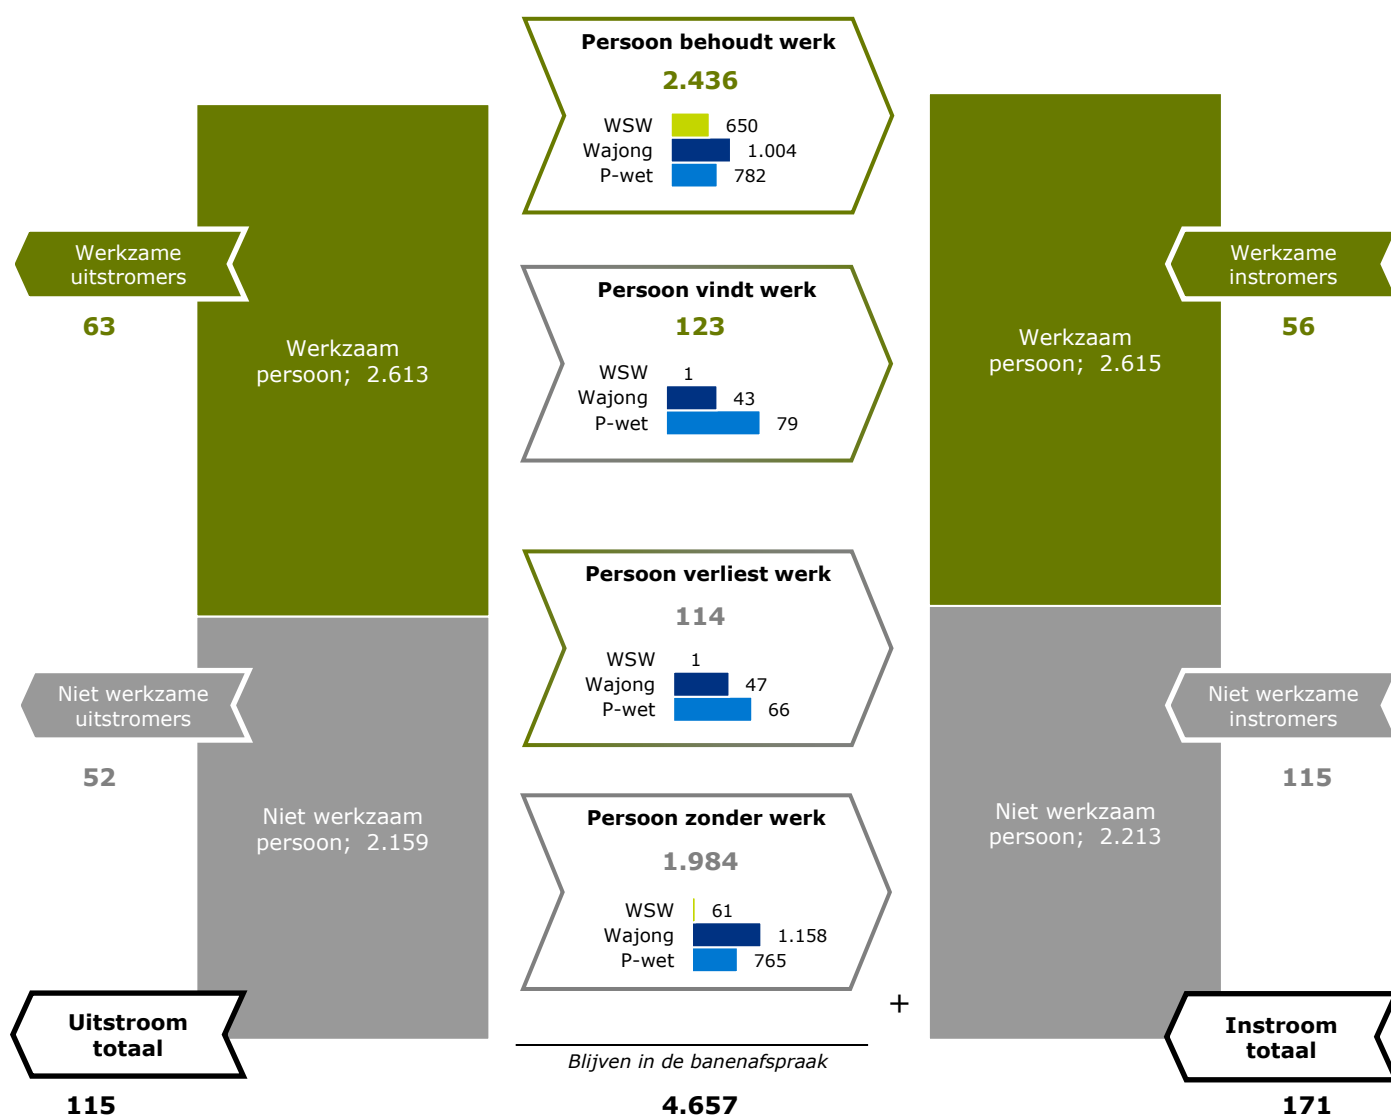 Persoon behoudt werk
2.436
WSW 650
Wajong 1.004
P-wet 782
Werkzame
uitstromers
63
Werkzaam
persoon; 2.613
Persoon vindt werk
123
WSW 1
Wajong 43
P-wet 79
Werkzaam
persoon; 2.615
Werkzame
instromers
56
Persoon verliest werk
114
WSW 1
Wajong 47
P-wet 66
Niet werkzame
uitstromers
52
Niet werkzaam
persoon; 2.159
Persoon zonder werk
1.984
WSW 61
Wajong 1.158
P-wet 765
Niet werkzaam
persoon; 2.213
Niet werkzame
instromers
115
+
Uitstroom
totaal
115
Blijven in de banenafspraak
4.657
Instroom
totaal
171